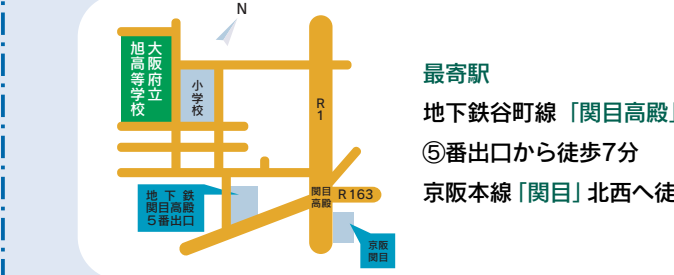 N
大阪府立
旭高等学校
小学校
R1
関目
高殿
R163
地下鉄
関目高殿
5番出口
京阪
関目
最寄駅
地下鉄谷町線「関目高殿」
⑤番出口から徒歩7分
京阪本線「関目」北西へ徒